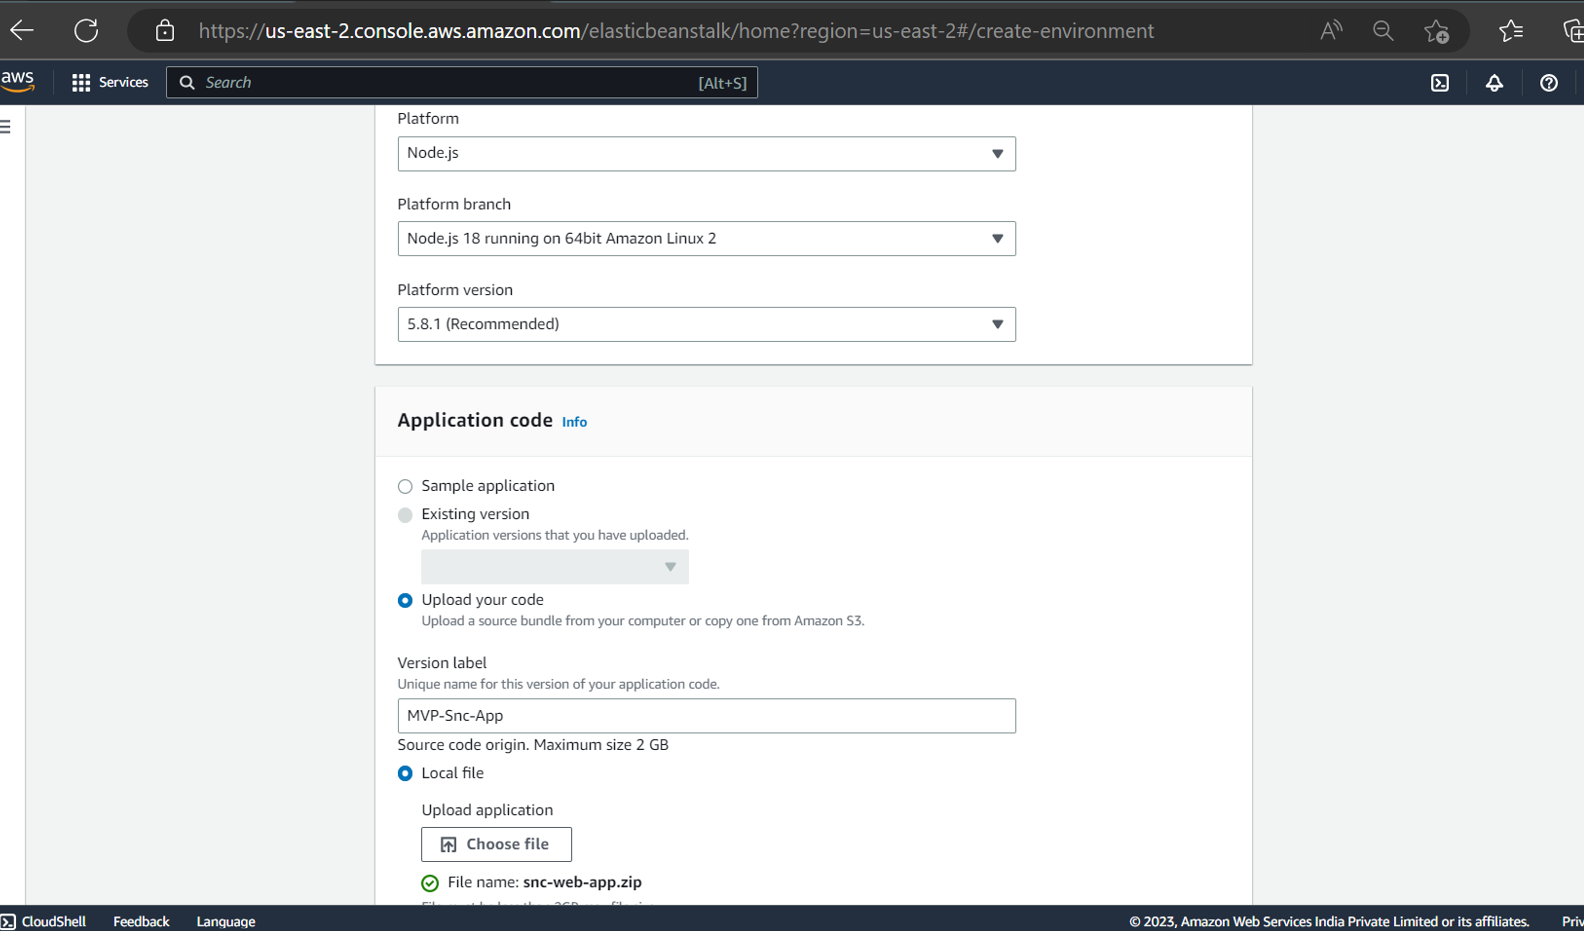 https://us-east-2.console.aws.amazon.com/elasticbeanstalk/home?region=us-east-2#/create-environment
aws
Services
Search
[Alt+S]
Platform
Node.js
Platform branch
Node.js 18 running on 64bit Amazon Linux 2
Platform version
5.8.1 (Recommended)
Application code Info
Sample application
Existing version
Application versions that you have uploaded.
Upload your code
Upload a source bundle from your computer or copy one from Amazon S3.
Version label
Unique name for this version of your application code.
MVP-Snc-App
Source code origin. Maximum size 2 GB
Local file
Upload application
Choose file
File name: snc-web-app.zip
CloudShell
Feedback
Language
© 2023, Amazon Web Services India Private Limited or its affiliates.
Priv